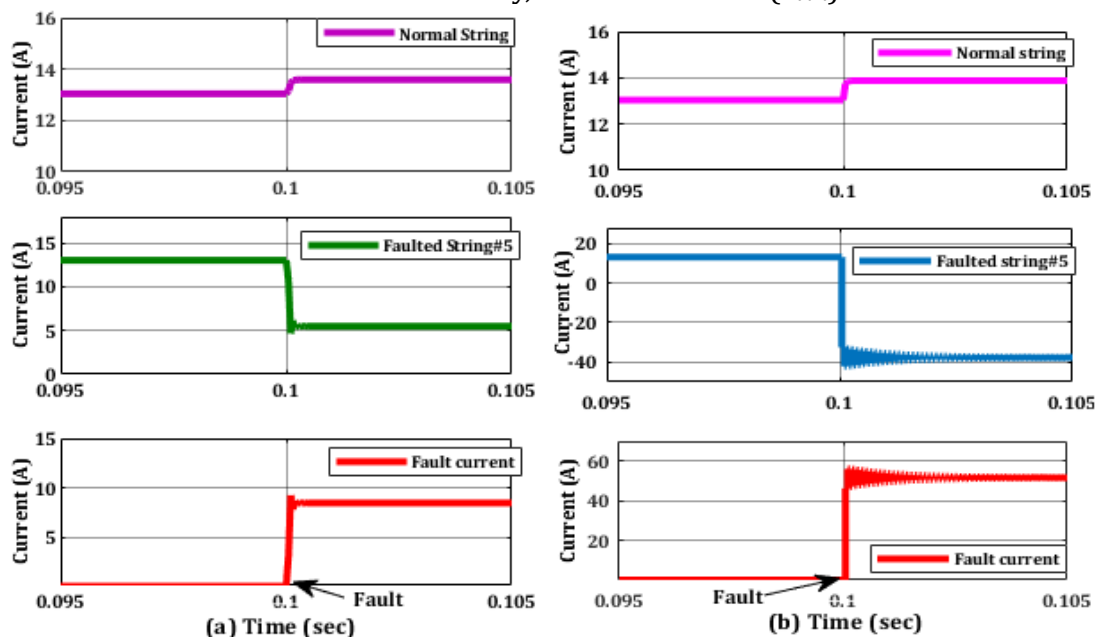 16
14
12
10
Current (A)
Normal String
0.095
0.1
0.105
15
10
5
0
Current (A)
Faulted String#5
0.095
0.1
0.105
15
10
5
Current (A)
Fault current
Fault
0.095
0.1
0.105
(a) Time (sec)
16
14
12
10
Current (A)
Normal string
0.095
0.1
0.105
20
0
-40
Current (A)
Faulted string#5
0.095
0.1
0.105
60
40
20
Current (A)
Fault current
Fault
0.095
0.1
0.105
(b) Time (sec)